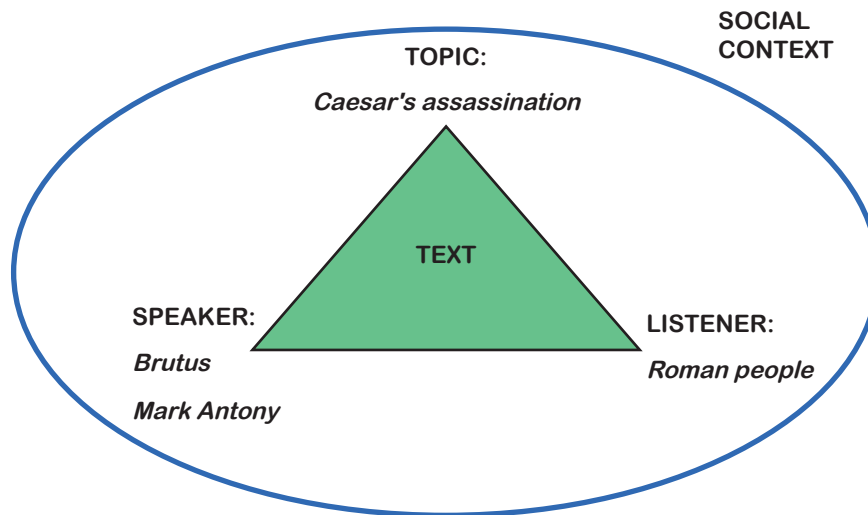 SOCIAL
CONTEXT
TOPIC:
Caesar's assassination
TEXT
SPEAKER:
Brutus
Mark Antony
LISTENER:
Roman people